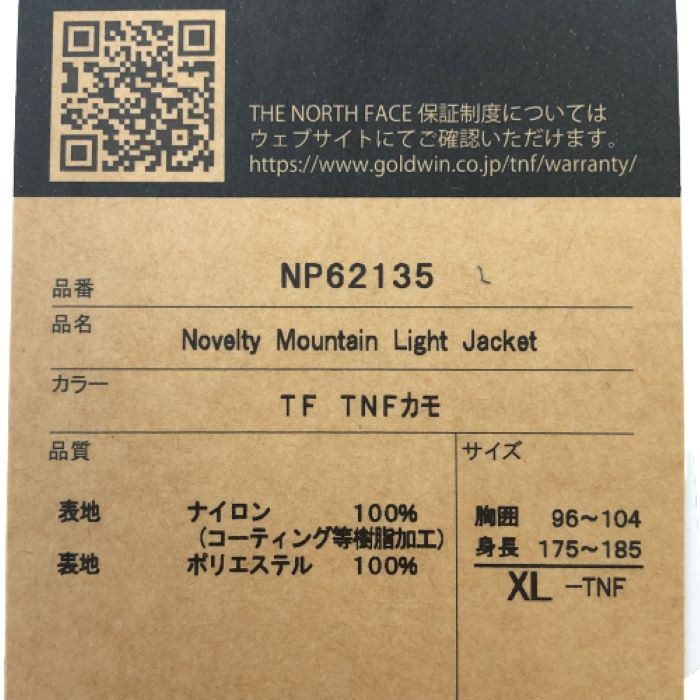 THE NORTH FACE 保証制度については
ウェブサイトにてご確認いただけます。
https://www.goldwin.co.jp/tnf/warranty/
品番 NP62135
品名 Novelty Mountain Light Jacket
カラー TF TNFカモ
品質
サイズ
表地 ナイロン 100%
(コーティング等樹脂加工)
裏地 ポリエステル 100%
胸囲 96~104
身長 175~185
XL -TNF